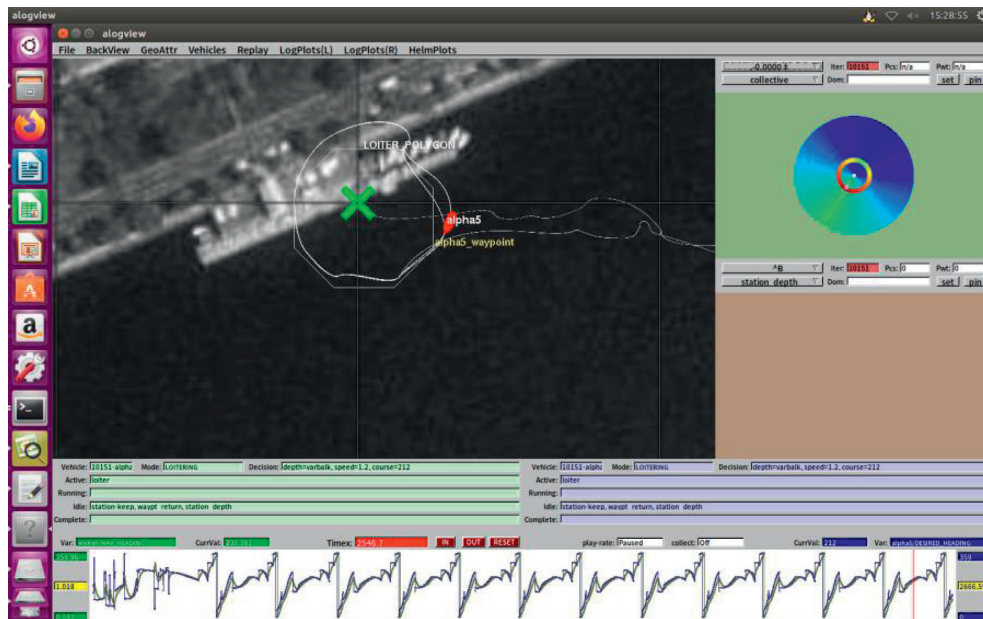 alogview
15:28:55
alogview
File BackView GeoAttr Vehicles Replay LogPlots(L) LogPlots(R) HelmPlots
Iter: 10151 Pcs: n/a Pwt: n/a
collective Dom: set pin
LOITER_POLYGON
alpha5
alpha5_waypoint
^B Iter: 10151 Pcs: 0 Pwt: 0
station_depth Dom: set pin
Vehicle: 10151-alpha Mode: LOITERING Decision: depth=varbalk, speed=1.2, course=212
Active: loiter
Running:
Idle: station-keep, waypt_return, station_depth
Complete:
Vehicle: 10151-alpha Mode: LOITERING Decision: depth=varbalk, speed=1.2, course=212
Active: loiter
Running:
Idle: station-keep, waypt_return, station_depth
Complete:
Var: CurrVal: Timex: 2546.7 IN OUT RESET play-rate: Paused collect: Off CurrVal: 212 Var: alpha5/DESIRED_HEADING
359
1.018
0